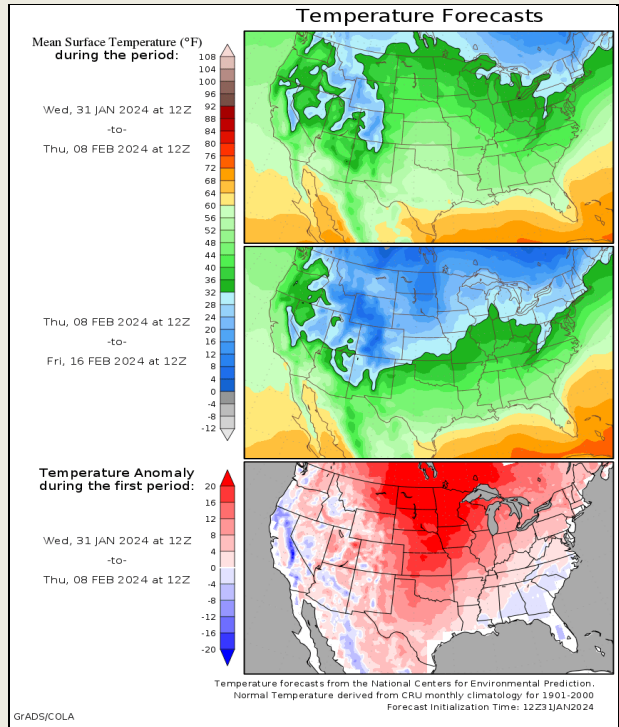 Temperature Forecasts
Mean Surface Temperature (°F)
during the period:
108
104
100
96
92
88
84
80
76
72
68
64
60
56
52
48
44
40
36
32
28
24
20
16
12
8
4
0
-4
-8
-12
Wed, 31 JAN 2024 at 12Z
-to-
Thu, 08 FEB 2024 at 12Z
Thu, 08 FEB 2024 at 12Z
-to-
Fri, 16 FEB 2024 at 12Z
Temperature Anomaly
during the first period:
20
16
12
8
4
0
-4
-8
-12
-16
-20
Wed, 31 JAN 2024 at 12Z
-to-
Thu, 08 FEB 2024 at 12Z
Temperature forecasts from the National Centers for Environmental Prediction.
Normal Temperature derived from CRU monthly climatology for 1901-2000
Forecast Initialization Time: 12Z31JAN2024
GrADS/COLA